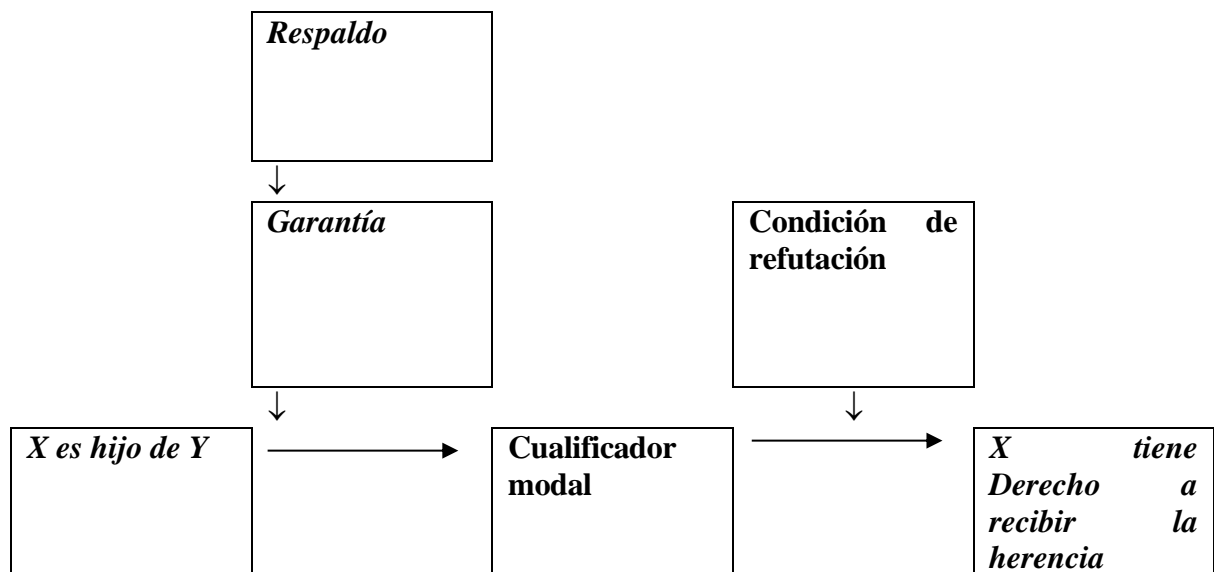 Respaldo
↓
Garantía
Condición de
refutación
↓
↓
X es hijo de Y
Cualificador
modal
X tiene
Derecho a
recibir la
herencia